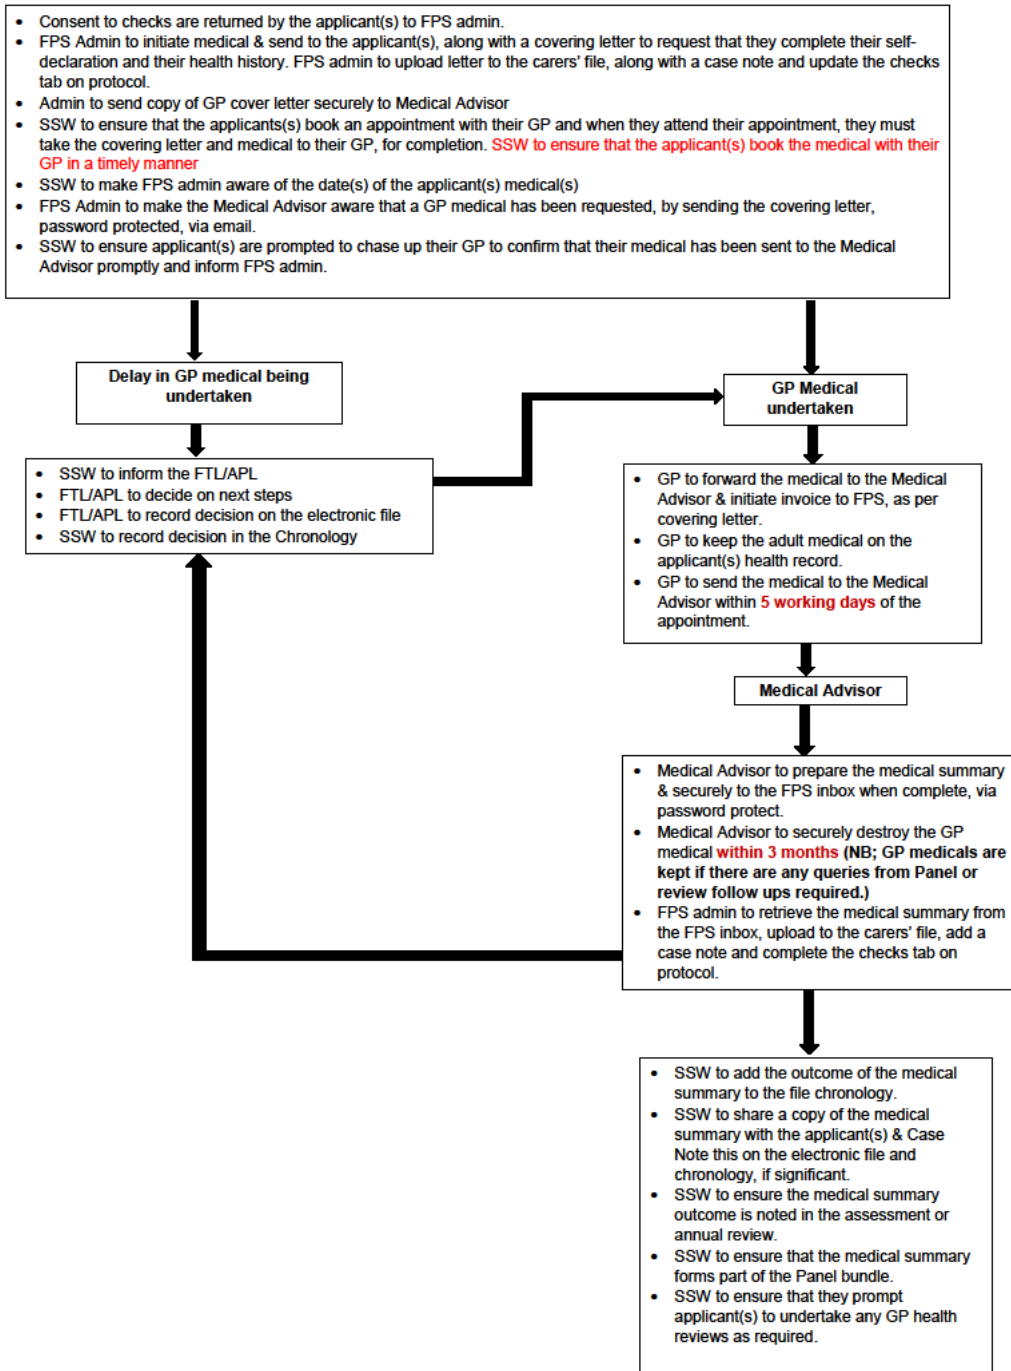 • Consent to checks are returned by the applicant(s) to FPS admin.
• FPS Admin to initiate medical & send to the applicant(s), along with a covering letter to request that they complete their self-
declaration and their health history. FPS admin to upload letter to the carers' file, along with a case note and update the checks
tab on protocol.
• Admin to send copy of GP cover letter securely to Medical Advisor
• SSW to ensure that the applicants(s) book an appointment with their GP and when they attend their appointment, they must
take the covering letter and medical to their GP, for completion. SSW to ensure that the applicant(s) book the medical with their
GP in a timely manner
• SSW to make FPS admin aware of the date(s) of the applicant(s) medical(s)
• FPS Admin to make the Medical Advisor aware that a GP medical has been requested, by sending the covering letter,
password protected, via email.
• SSW to ensure applicant(s) are prompted to chase up their GP to confirm that their medical has been sent to the Medical
Advisor promptly and inform FPS admin.
Delay in GP medical being
undertaken
• SSW to inform the FTL/APL
• FTL/APL to decide on next steps
• FTL/APL to record decision on the electronic file
• SSW to record decision in the Chronology
GP Medical
undertaken
• GP to forward the medical to the Medical
Advisor & initiate invoice to FPS, as per
covering letter.
• GP to keep the adult medical on the
applicant(s) health record.
• GP to send the medical to the Medical
Advisor within 5 working days of the
appointment.
Medical Advisor
• Medical Advisor to prepare the medical summary
& securely to the FPS inbox when complete, via
password protect.
• Medical Advisor to securely destroy the GP
medical within 3 months (NB; GP medicals are
kept if there are any queries from Panel or
review follow ups required.)
• FPS admin to retrieve the medical summary from
the FPS inbox, upload to the carers' file, add a
case note and complete the checks tab on
protocol.
• SSW to add the outcome of the medical
summary to the file chronology.
• SSW to share a copy of the medical
summary with the applicant(s) & Case
Note this on the electronic file and
chronology, if significant.
• SSW to ensure the medical summary
outcome is noted in the assessment or
annual review.
• SSW to ensure that the medical summary
forms part of the Panel bundle.
• SSW to ensure that they prompt
applicant(s) to undertake any GP health
reviews as required.